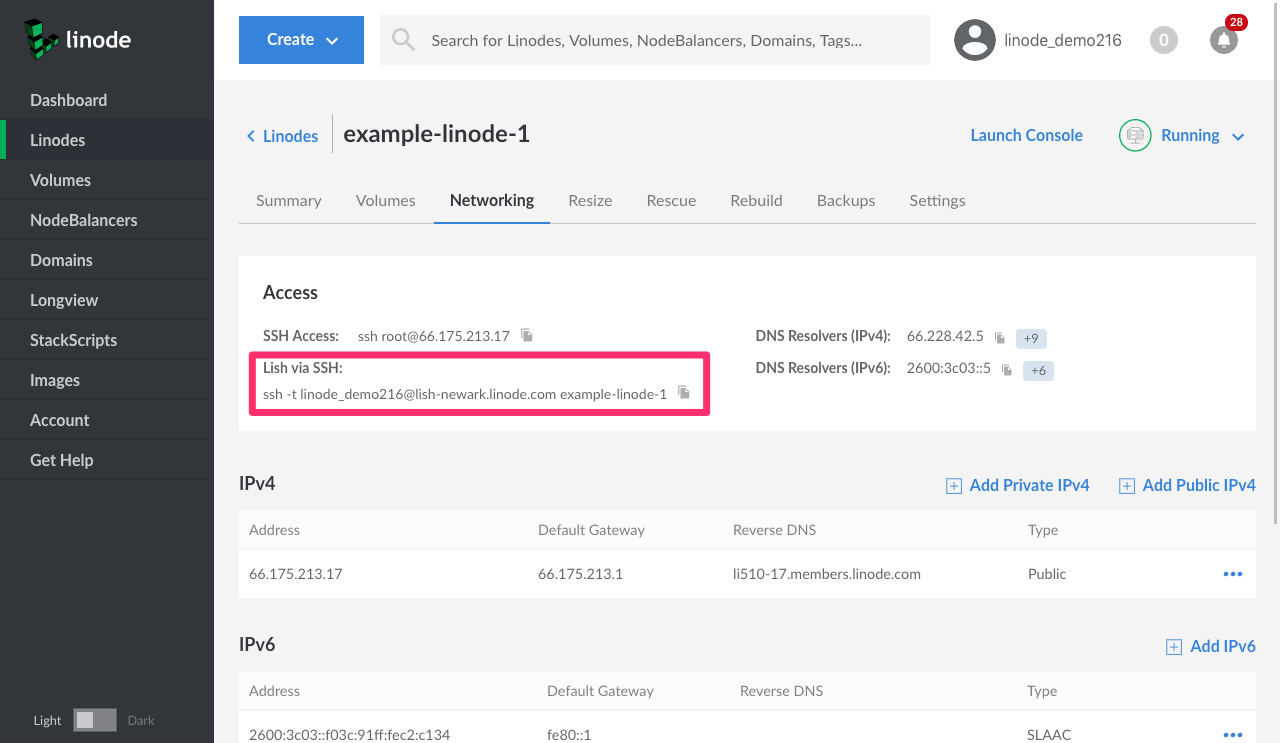 linode
Create
Search for Linodes, Volumes, NodeBalancers, Domains, Tags...
linode_demo216
0
28
Dashboard
Linodes
Volumes
NodeBalancers
Domains
Longview
StackScripts
Images
Account
Get Help
Light
Dark
Linodes
example-linode-1
Launch Console
Running
Summary
Volumes
Networking
Resize
Rescue
Rebuild
Backups
Settings
Access
SSH Access: ssh root@66.175.213.17
Lish via SSH:
ssh -t linode_demo216@lish-newark.linode.com example-linode-1
DNS Resolvers (IPv4): 66.228.42.5 +9
DNS Resolvers (IPv6): 2600:3c03::5 +6
IPv4
Add Private IPv4
Add Public IPv4
Address Default Gateway Reverse DNS Type
66.175.213.17 66.175.213.1 li510-17.members.linode.com Public
IPv6
Add IPv6
Address Default Gateway Reverse DNS Type
2600:3c03::f03c:91ff:fec2:c134 fe80::1 SLAAC